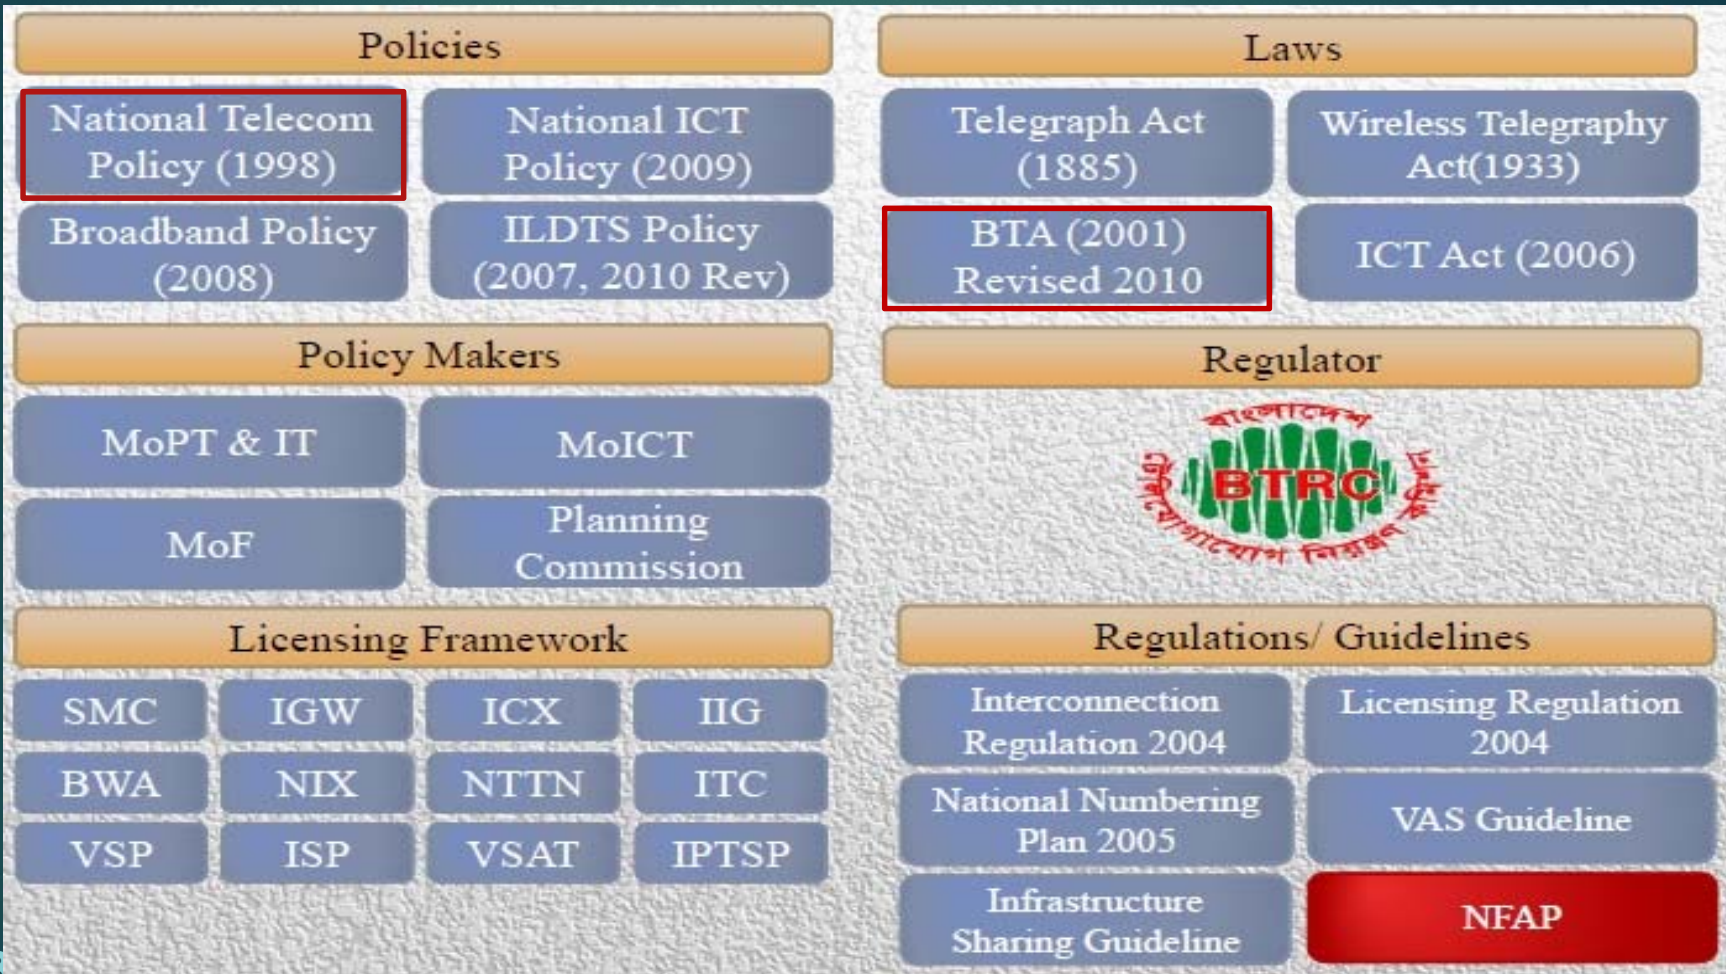 Policies
National Telecom
Policy (1998)
National ICT
Policy (2009)
Broadband Policy
(2008)
ILDTS Policy
(2007, 2010 Rev)
Laws
Telegraph Act
(1885)
Wireless Telegraphy
Act(1933)
BTA (2001)
Revised 2010
ICT Act (2006)
Policy Makers
MoPT & IT
MoICT
MoF
Planning
Commission
Regulator
বাংলাদেশ
টেলিযোগাযোগ নিয়ন্ত্রণ
BTRC
Licensing Framework
SMC
IGW
ICX
IIG
BWA
NIX
NTTN
ITC
VSP
ISP
VSAT
IPTSP
Regulations/ Guidelines
Interconnection
Regulation 2004
Licensing Regulation
2004
National Numbering
Plan 2005
VAS Guideline
Infrastructure
Sharing Guideline
NFAP